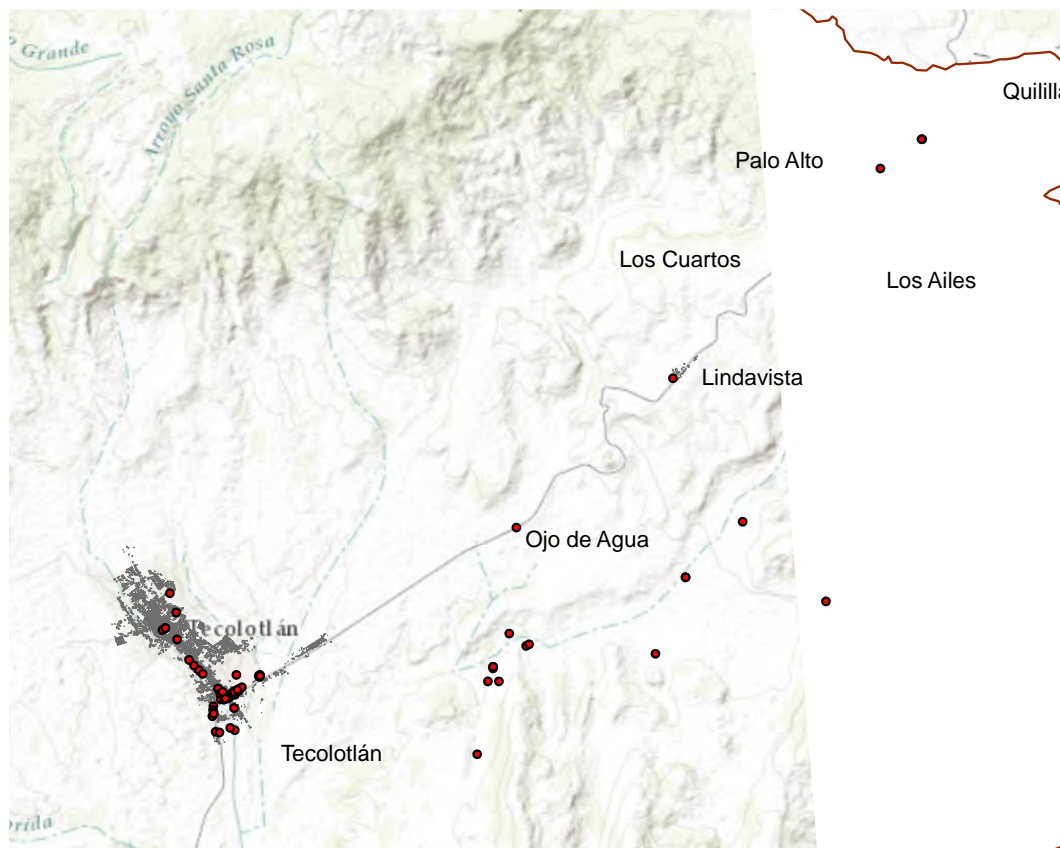 Grande
Arroyo Santa Rosa
Quililla
Palo Alto
Los Cuartos
Los Ailes
Lindavista
Ojo de Agua
Tecolotlán
Tecolotlán
orida